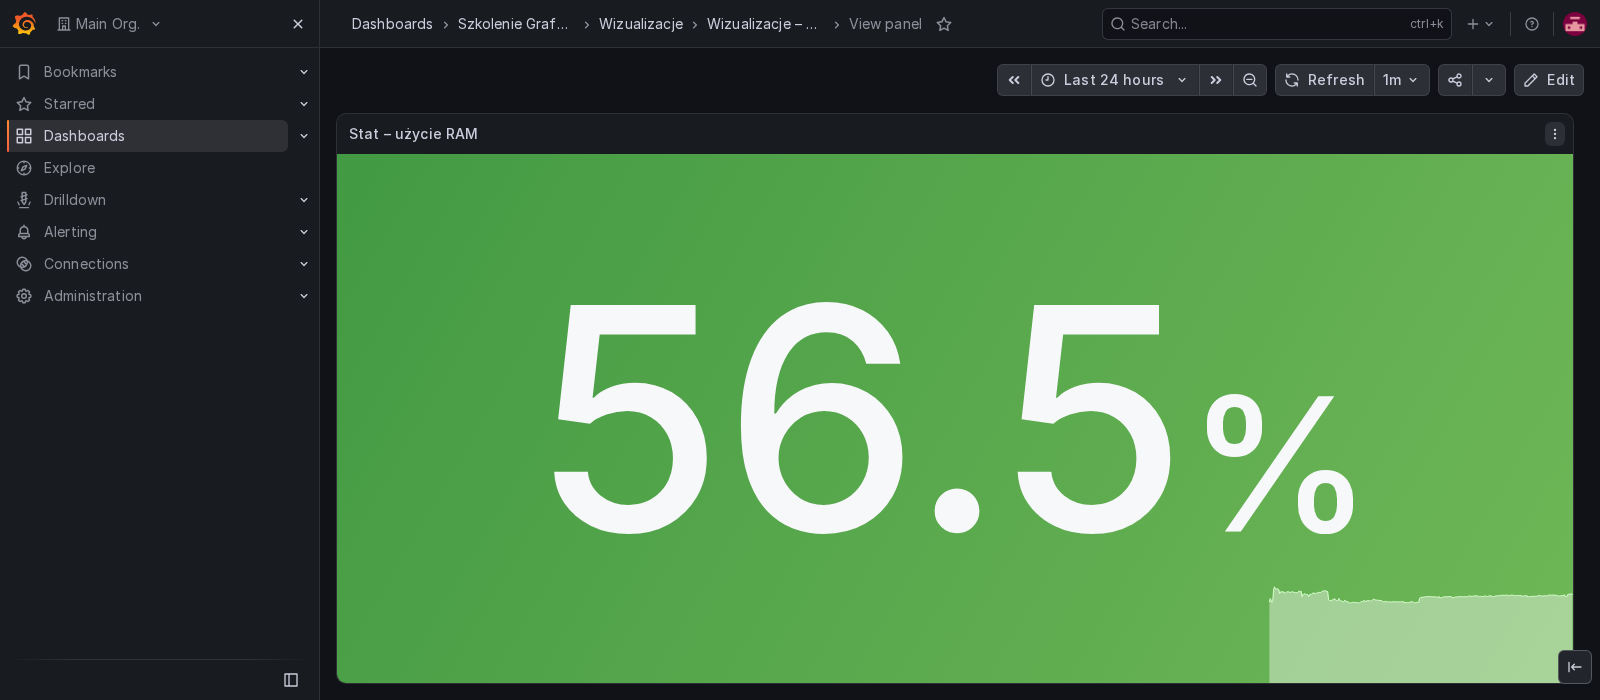 Main Org.
Dashboards > Szkolenie Graf... > Wizualizacje > Wizualizacje – ... > View panel
Search... ctrl+k
Bookmarks
Starred
Dashboards
Explore
Drilldown
Alerting
Connections
Administration
Last 24 hours
Refresh 1m
Edit
Stat – użycie RAM
56.5%